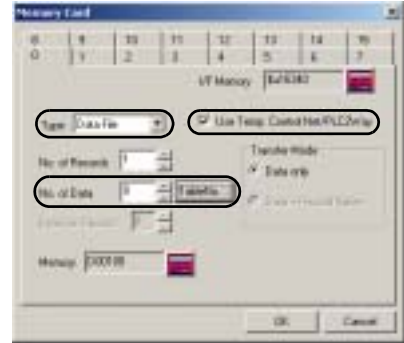 Memory Card
8 9 10 11 12 13 14 15
0 1 2 3 4 5 6 7
I/F Memory
Type Data File Use Temp. Control Net/PLC2Way
No. of Records 1 Transfer Mode
Data only
No. of Data
Memory D00100
OK Cancel